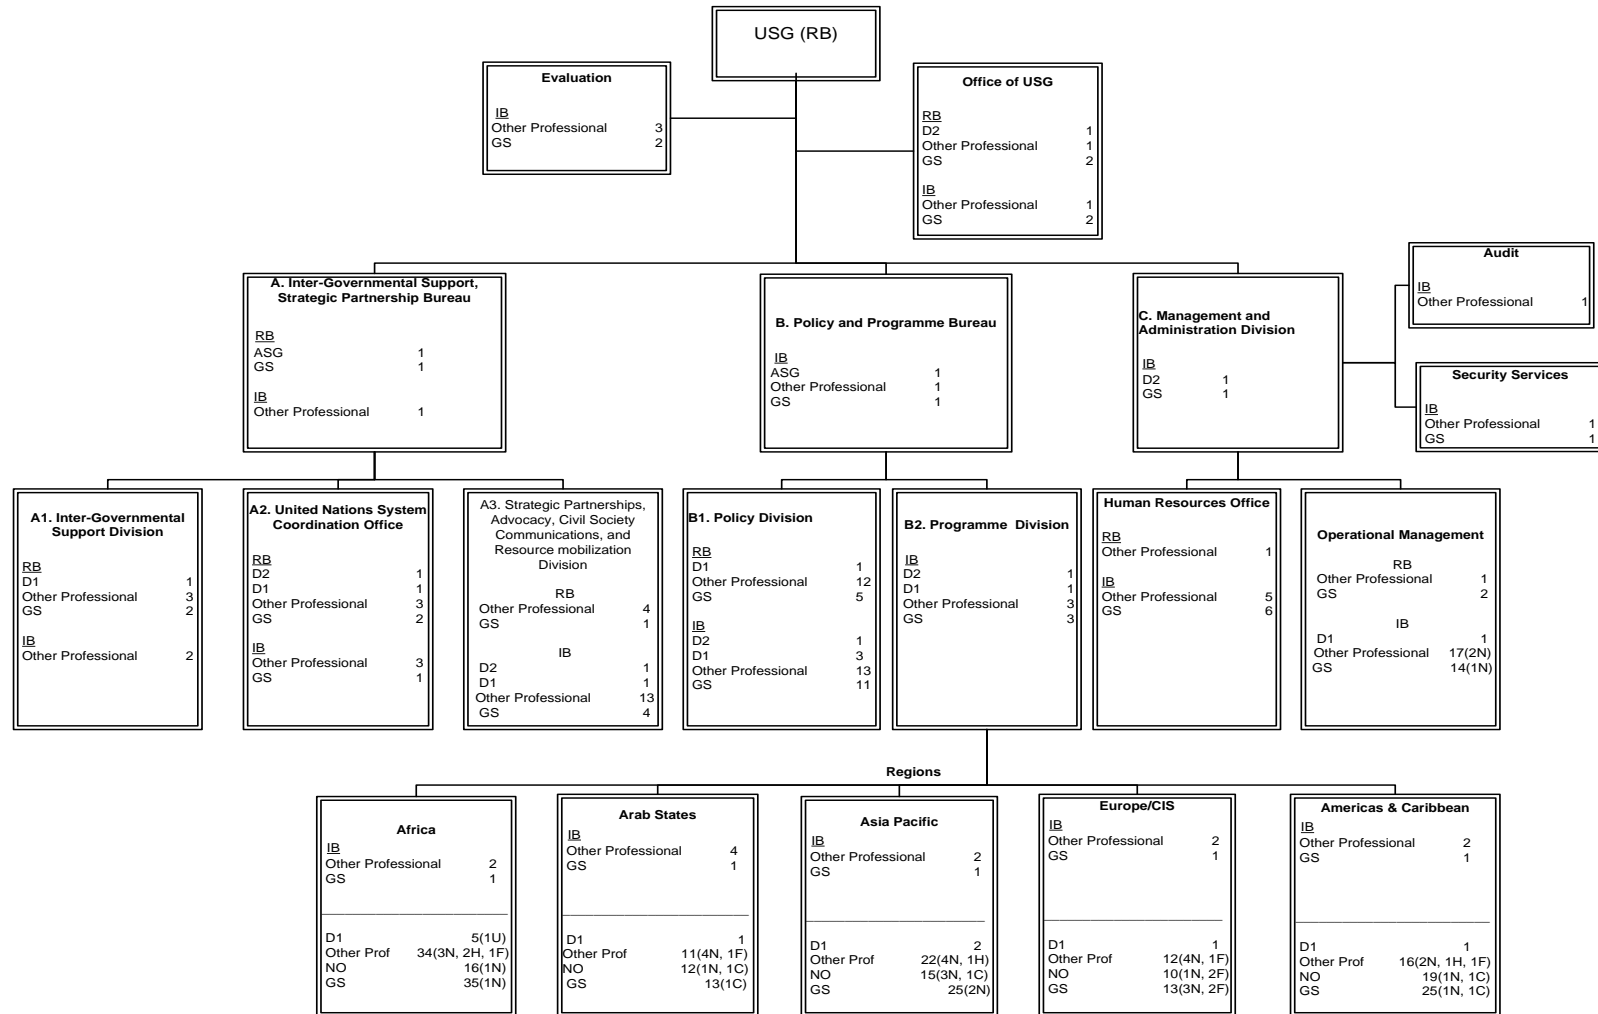 USG (RB)
Evaluation
IB
Other Professional 3
GS 2
Office of USG
RB
D2 1
Other Professional 1
GS 2
IB
Other Professional 1
GS 2
A. Inter-Governmental Support,
Strategic Partnership Bureau
RB
ASG 1
GS 1
IB
Other Professional 1
B. Policy and Programme Bureau
IB
ASG 1
Other Professional 1
GS 1
C. Management and
Administration Division
IB
D2 1
GS 1
Audit
IB
Other Professional 1
Security Services
IB
Other Professional 1
GS 1
A1. Inter-Governmental
Support Division
RB
D1 1
Other Professional 3
GS 2
IB
Other Professional 2
A2. United Nations System
Coordination Office
RB
D2 1
D1 1
Other Professional 3
GS 2
IB
Other Professional 3
GS 1
A3. Strategic Partnerships,
Advocacy, Civil Society
Communications, and
Resource mobilization
Division
RB
Other Professional 4
GS 1
IB
D2 1
D1 1
Other Professional 13
GS 4
B1. Policy Division
RB
D1 1
Other Professional 12
GS 5
IB
D2 1
D1 3
Other Professional 13
GS 11
B2. Programme Division
IB
D2 1
D1 1
Other Professional 3
GS 3
Human Resources Office
RB
Other Professional 1
IB
Other Professional 5
GS 6
Operational Management
RB
Other Professional 1
GS 2
IB
D1 1
Other Professional 17(2N)
GS 14(1N)
Regions
Africa
IB
Other Professional 2
GS 1
D1 5(1U)
Other Prof 34(3N, 2H, 1F)
NO 16(1N)
GS 35(1N)
Arab States
IB
Other Professional 4
GS 1
D1 1
Other Prof 11(4N, 1F)
NO 12(1N, 1C)
GS 13(1C)
Asia Pacific
IB
Other Professional 2
GS 1
D1 2
Other Prof 22(4N, 1H)
NO 15(3N, 1C)
GS 25(2N)
Europe/CIS
IB
Other Professional 2
GS 1
D1 1
Other Prof 12(4N, 1F)
NO 10(1N, 2F)
GS 13(3N, 2F)
Americas & Caribbean
IB
Other Professional 2
GS 1
D1 1
Other Prof 16(2N, 1H, 1F)
NO 19(1N, 1C)
GS 25(1N, 1C)